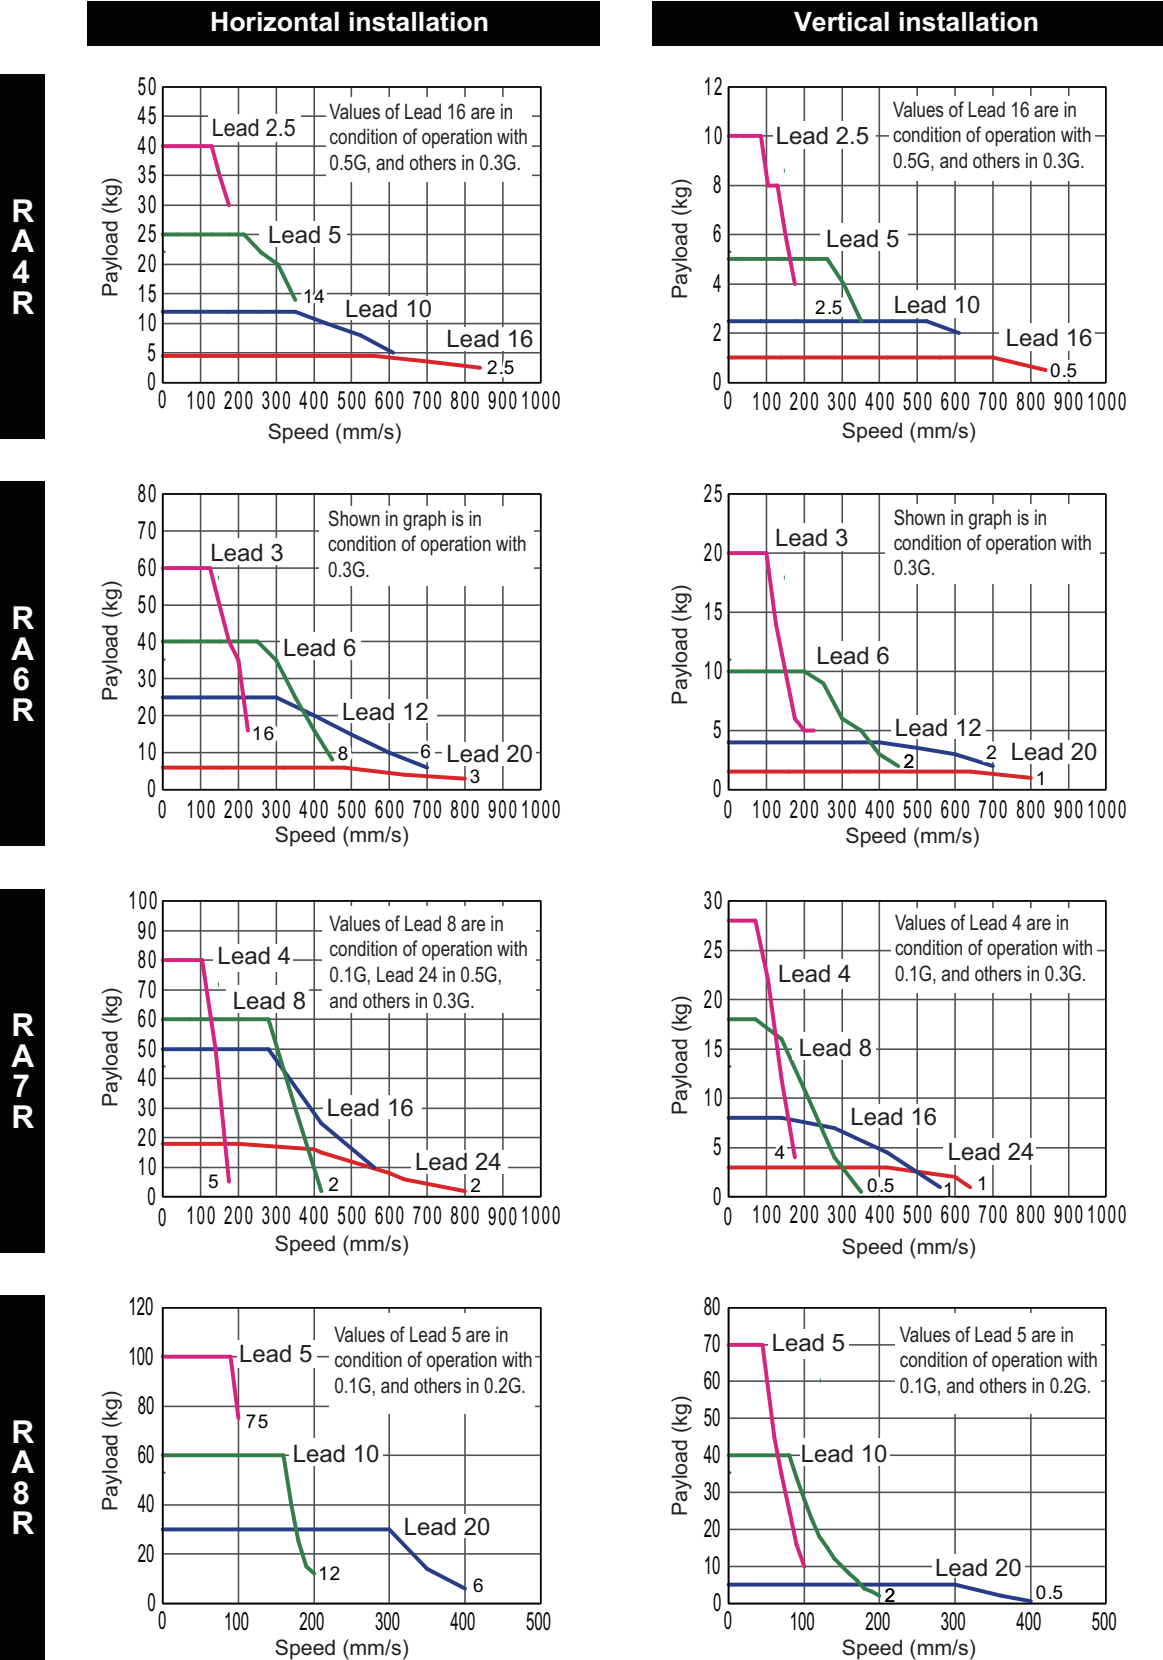 Horizontal installation
Vertical installation
RA4R
50
45
40
35
30
25
20
15
10
5
0
Payload (kg)
Values of Lead 16 are in
condition of operation with
0.5G, and others in 0.3G.
Lead 2.5
Lead 5
14
Lead 10
Lead 16
2.5
0 100 200 300 400 500 600 700 800 900 1000
Speed (mm/s)
12
10
8
6
4
2
0
Payload (kg)
Values of Lead 16 are in
condition of operation with
0.5G, and others in 0.3G.
Lead 2.5
Lead 5
2.5
Lead 10
Lead 16
0.5
0 100 200 300 400 500 600 700 800 900 1000
Speed (mm/s)
RA6R
80
70
60
50
40
30
20
10
0
Payload (kg)
Shown in graph is in
condition of operation with
0.3G.
Lead 3
Lead 6
Lead 12
16
8
6
Lead 20
3
0 100 200 300 400 500 600 700 800 900 1000
Speed (mm/s)
25
20
15
10
5
0
Payload (kg)
Shown in graph is in
condition of operation with
0.3G.
Lead 3
Lead 6
Lead 12
2
2
Lead 20
1
0 100 200 300 400 500 600 700 800 900 1000
Speed (mm/s)
RA7R
100
90
80
70
60
50
40
30
20
10
0
Payload (kg)
Values of Lead 8 are in
condition of operation with
0.1G, Lead 24 in 0.5G,
and others in 0.3G.
Lead 4
Lead 8
Lead 16
Lead 24
5
2
2
0 100 200 300 400 500 600 700 800 900 1000
Speed (mm/s)
30
25
20
15
10
5
0
Payload (kg)
Values of Lead 4 are in
condition of operation with
0.1G, and others in 0.3G.
Lead 4
Lead 8
Lead 16
4
Lead 24
0.5
1
1
0 100 200 300 400 500 600 700 800 900 1000
Speed (mm/s)
RA8R
120
100
80
60
40
20
0
Payload (kg)
Values of Lead 5 are in
condition of operation with
0.1G, and others in 0.2G.
Lead 5
75
Lead 10
Lead 20
12
6
0 100 200 300 400 500
Speed (mm/s)
80
70
60
50
40
30
20
10
0
Payload (kg)
Values of Lead 5 are in
condition of operation with
0.1G, and others in 0.2G.
Lead 5
Lead 10
Lead 20
2
0.5
0 100 200 300 400 500
Speed (mm/s)